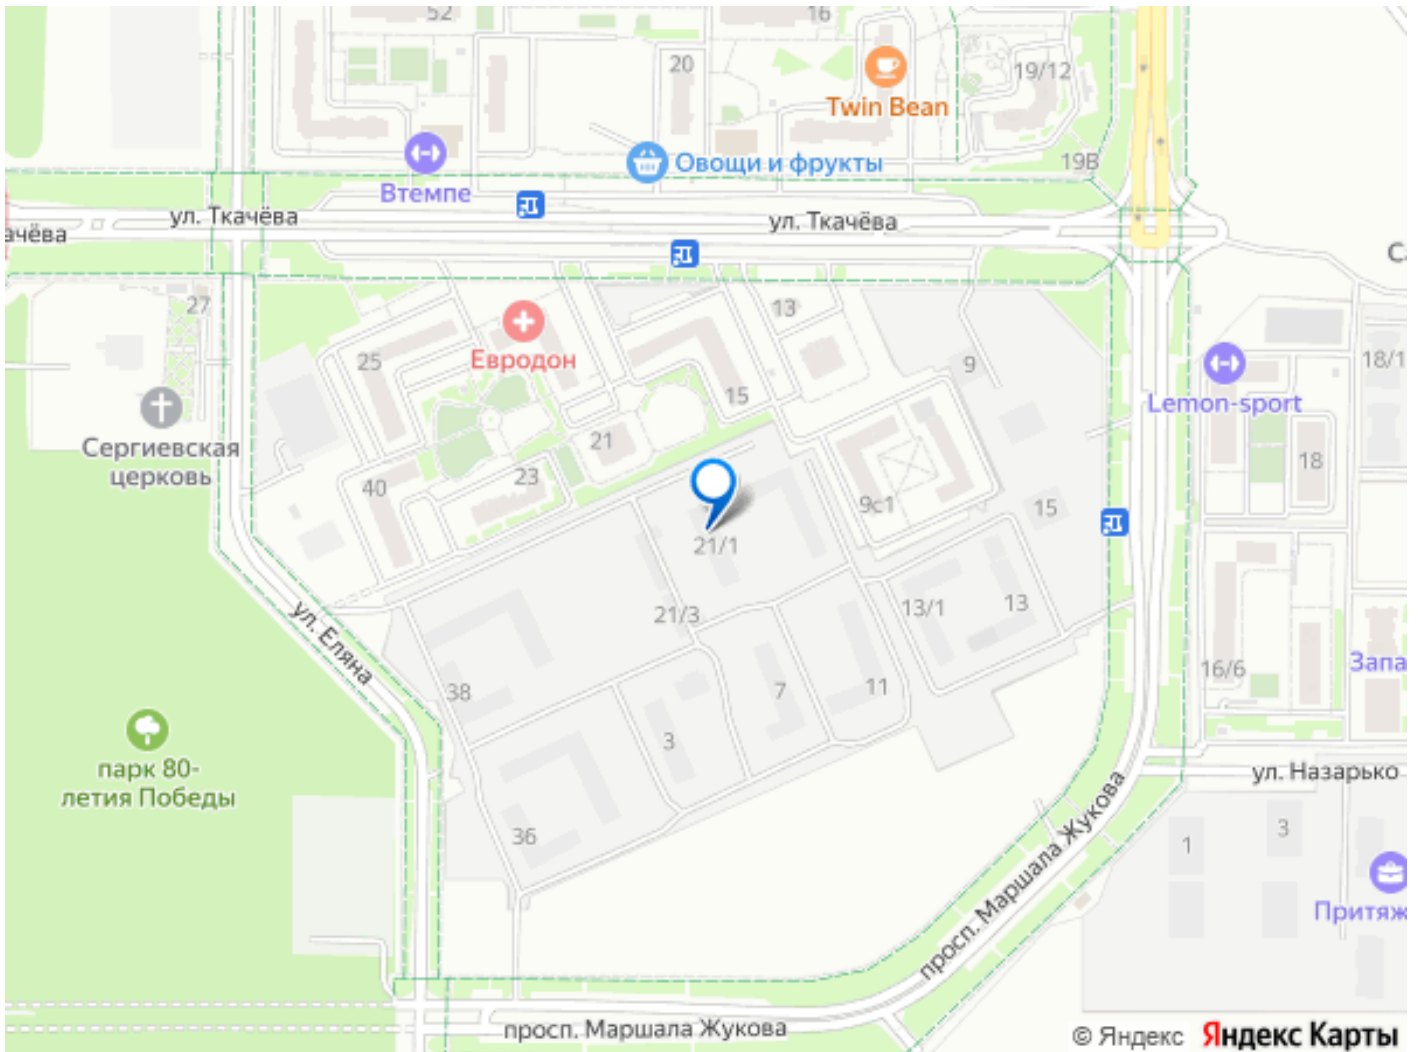 52
16
20
19/12
Twin Bean
19В
Овощи и фрукты
Втемпе
ул. Ткачёва
ул. Ткачёва
ачёва
С
27
13
25
Евродон
9
18/1
Lemon-sport
15
21
Сергиевская
церковь
18
23
40
9с1
15
21/1
21/3
13/1
13
ул. Еляна
16/6
Запа
38
7
11
3
парк 80-
летия Победы
ул. Назарько
36
1
3
просп. Маршала Жукова
Притяж
просп. Маршала Жукова
© Яндекс Яндекс Карты